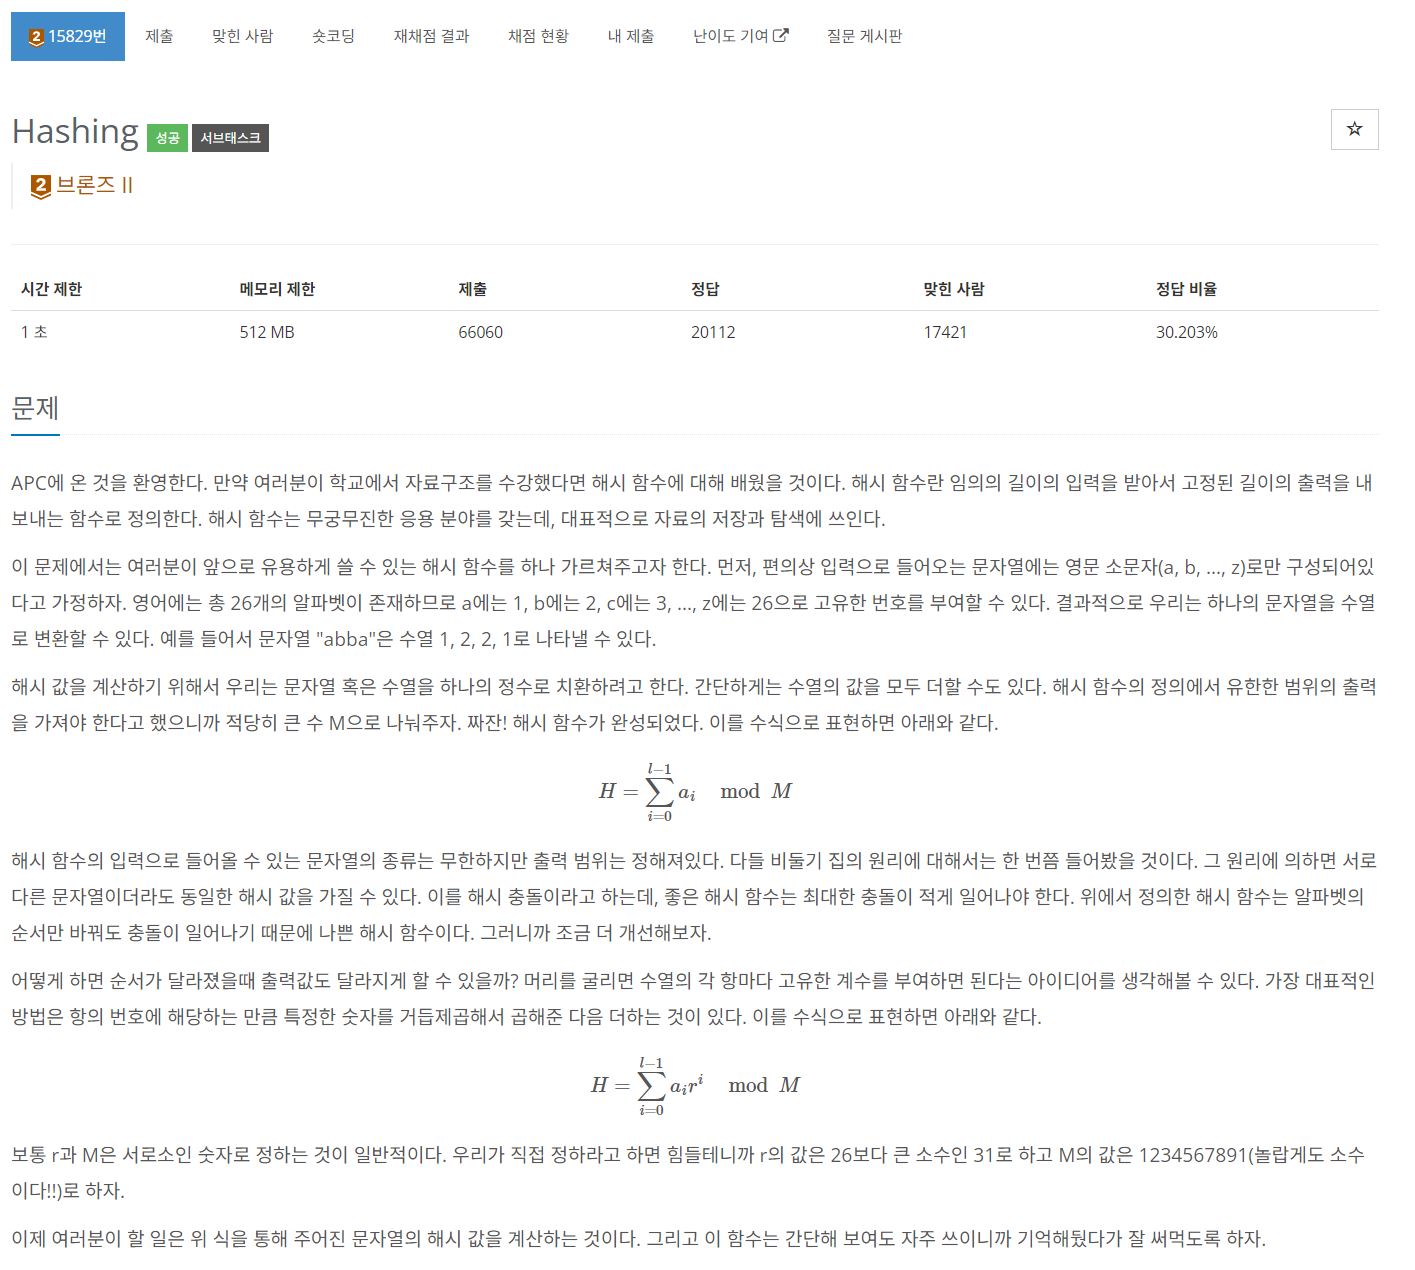 2 15829번 제출 맞힌 사람 숏코딩 재채점 결과 채점 현황 내 제출 난이도 기여 질문 게시판
Hashing 성공 서브태스크
2 브론즈 II
시간 제한 메모리 제한 제출 정답 맞힌 사람 정답 비율
1 초 512 MB 66060 20112 17421 30.203%
문제
APC에 온 것을 환영한다. 만약 여러분이 학교에서 자료구조를 수강했다면 해시 함수에 대해 배웠을 것이다. 해시 함수란 임의의 길이의 입력을 받아서 고정된 길이의 출력을 내
보내는 함수로 정의한다. 해시 함수는 무궁무진한 응용 분야를 갖는데, 대표적으로 자료의 저장과 탐색에 쓰인다.
이 문제에서는 여러분이 앞으로 유용하게 쓸 수 있는 해시 함수를 하나 가르쳐주고자 한다. 먼저, 편의상 입력으로 들어오는 문자열에는 영문 소문자(a, b, ..., z)로만 구성되어있
다고 가정하자. 영어에는 총 26개의 알파벳이 존재하므로 a에는 1, b에는 2, c에는 3, ..., z에는 26으로 고유한 번호를 부여할 수 있다. 결과적으로 우리는 하나의 문자열을 수열
로 변환할 수 있다. 예를 들어서 문자열 "abba"은 수열 1, 2, 2, 1로 나타낼 수 있다.
해시 값을 계산하기 위해서 우리는 문자열 혹은 수열을 하나의 정수로 치환하려고 한다. 간단하게는 수열의 값을 모두 더할 수도 있다. 해시 함수의 정의에서 유한한 범위의 출력
을 가져야 한다고 했으니까 적당히 큰 수 M으로 나눠주자. 짜잔! 해시 함수가 완성되었다. 이를 수식으로 표현하면 아래와 같다.
$H = \sum_{i=0}^{l-1} a_i \mod M$
해시 함수의 입력으로 들어올 수 있는 문자열의 종류는 무한하지만 출력 범위는 정해져있다. 다들 비둘기 집의 원리에 대해서는 한 번쯤 들어봤을 것이다. 그 원리에 의하면 서로
다른 문자열이더라도 동일한 해시 값을 가질 수 있다. 이를 해시 충돌이라고 하는데, 좋은 해시 함수는 최대한 충돌이 적게 일어나야 한다. 위에서 정의한 해시 함수는 알파벳의
순서만 바꿔도 충돌이 일어나기 때문에 나쁜 해시 함수이다. 그러니까 조금 더 개선해보자.
어떻게 하면 순서가 달라졌을때 출력값도 달라지게 할 수 있을까? 머리를 굴리면 수열의 각 항마다 고유한 계수를 부여하면 된다는 아이디어를 생각해볼 수 있다. 가장 대표적인
방법은 항의 번호에 해당하는 만큼 특정한 숫자를 거듭제곱해서 곱해준 다음 더하는 것이 있다. 이를 수식으로 표현하면 아래와 같다.
$H = \sum_{i=0}^{l-1} a_i r^i \mod M$
보통 r과 M은 서로소인 숫자로 정하는 것이 일반적이다. 우리가 직접 정하라고 하면 힘들테니까 r의 값은 26보다 큰 소수인 31로 하고 M의 값은 1234567891(놀랍게도 소수
이다!!)로 하자.
이제 여러분이 할 일은 위 식을 통해 주어진 문자열의 해시 값을 계산하는 것이다. 그리고 이 함수는 간단해 보여도 자주 쓰이니까 기억해뒀다가 잘 써먹도록 하자.